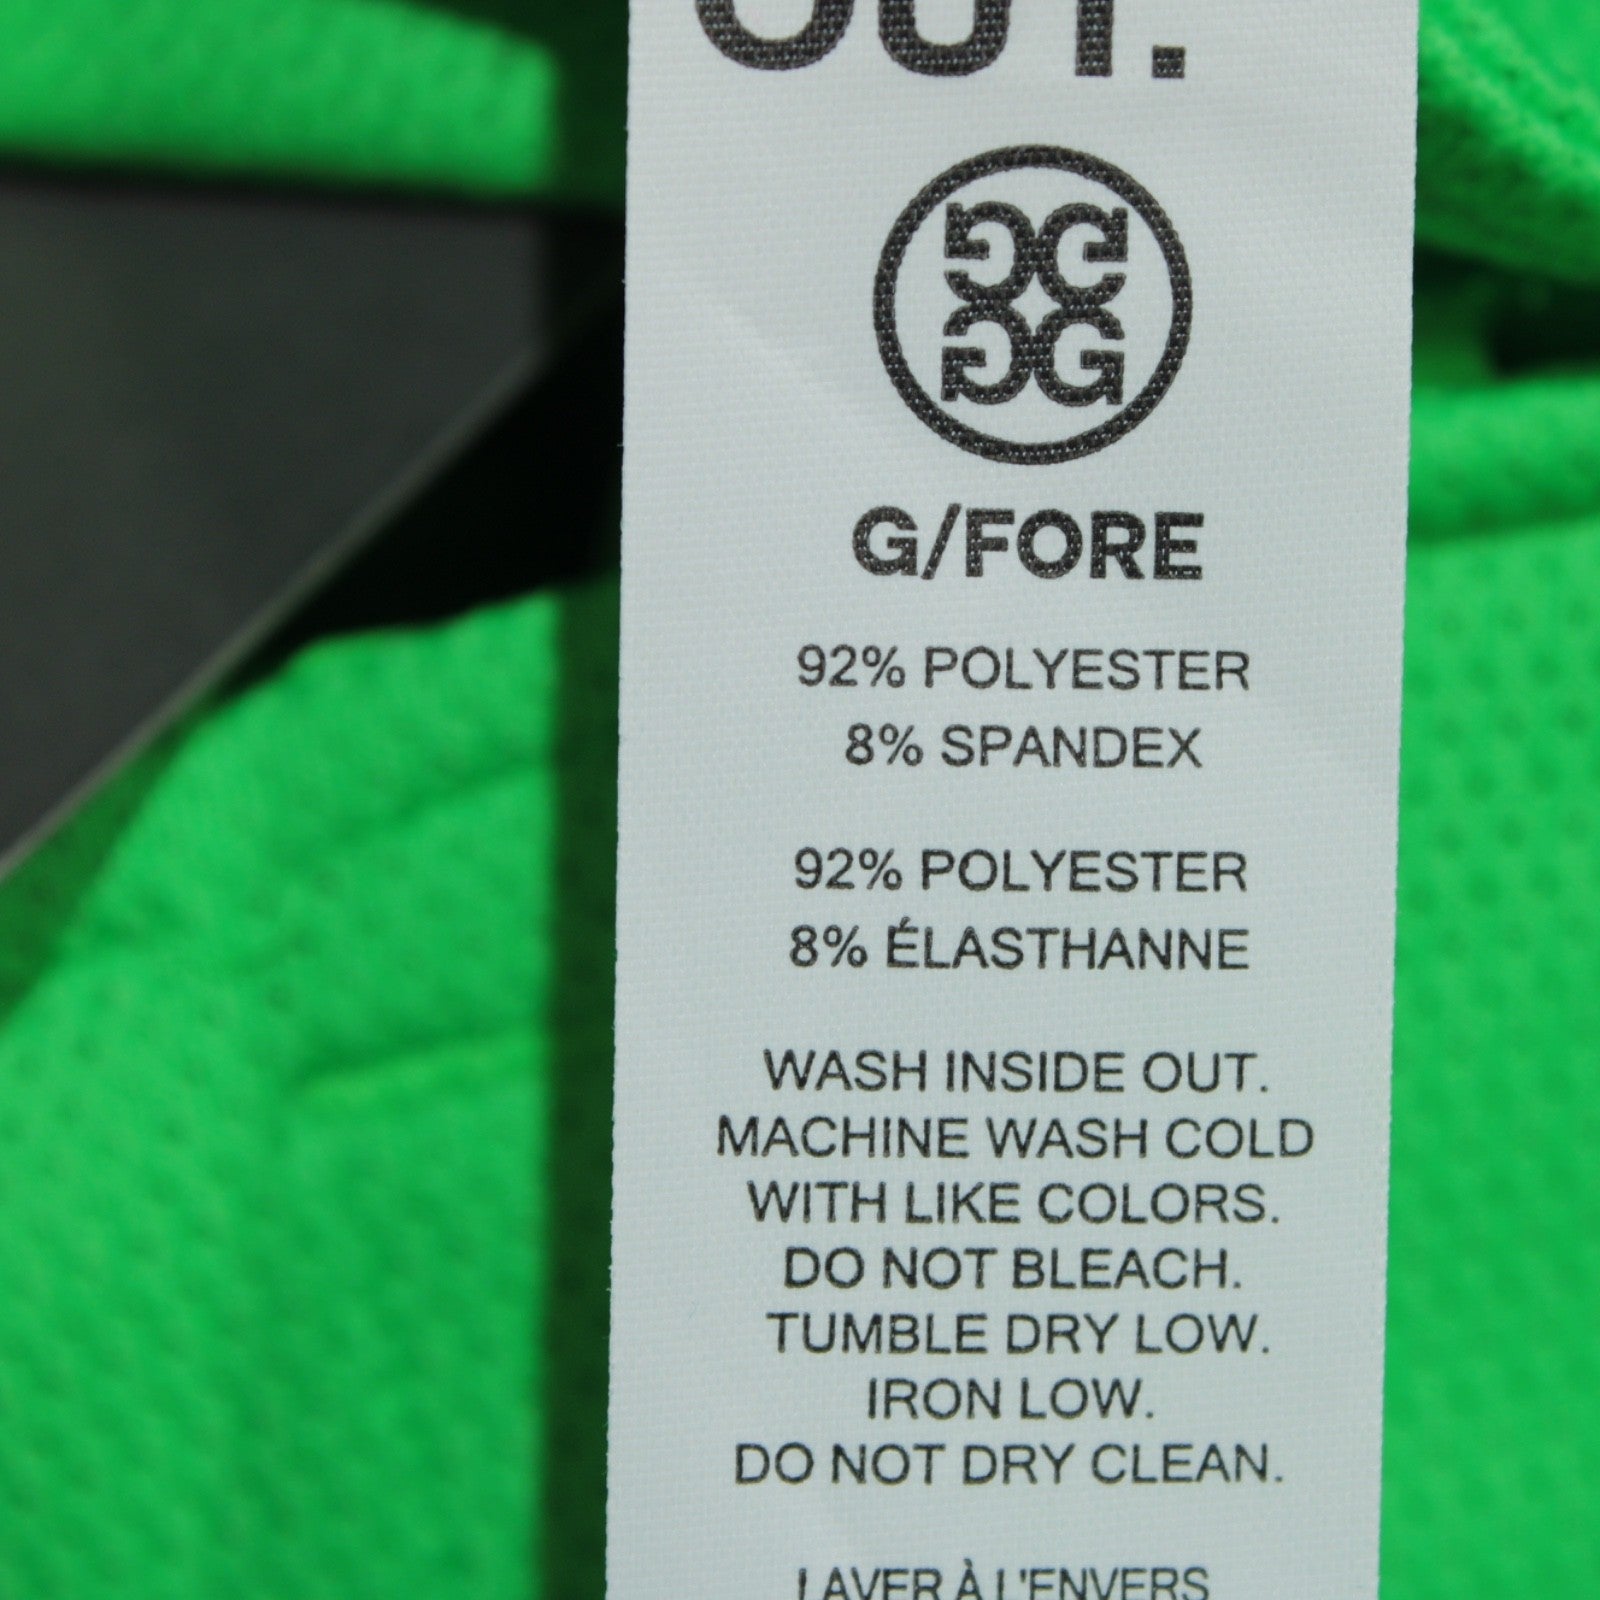 OUT.
G/FORE
92% POLYESTER
8% SPANDEX
92% POLYESTER
8% ÉLASTHANNE
WASH INSIDE OUT.
MACHINE WASH COLD
WITH LIKE COLORS.
DO NOT BLEACH.
TUMBLE DRY LOW.
IRON LOW.
DO NOT DRY CLEAN.
LAVER À L'ENVERS